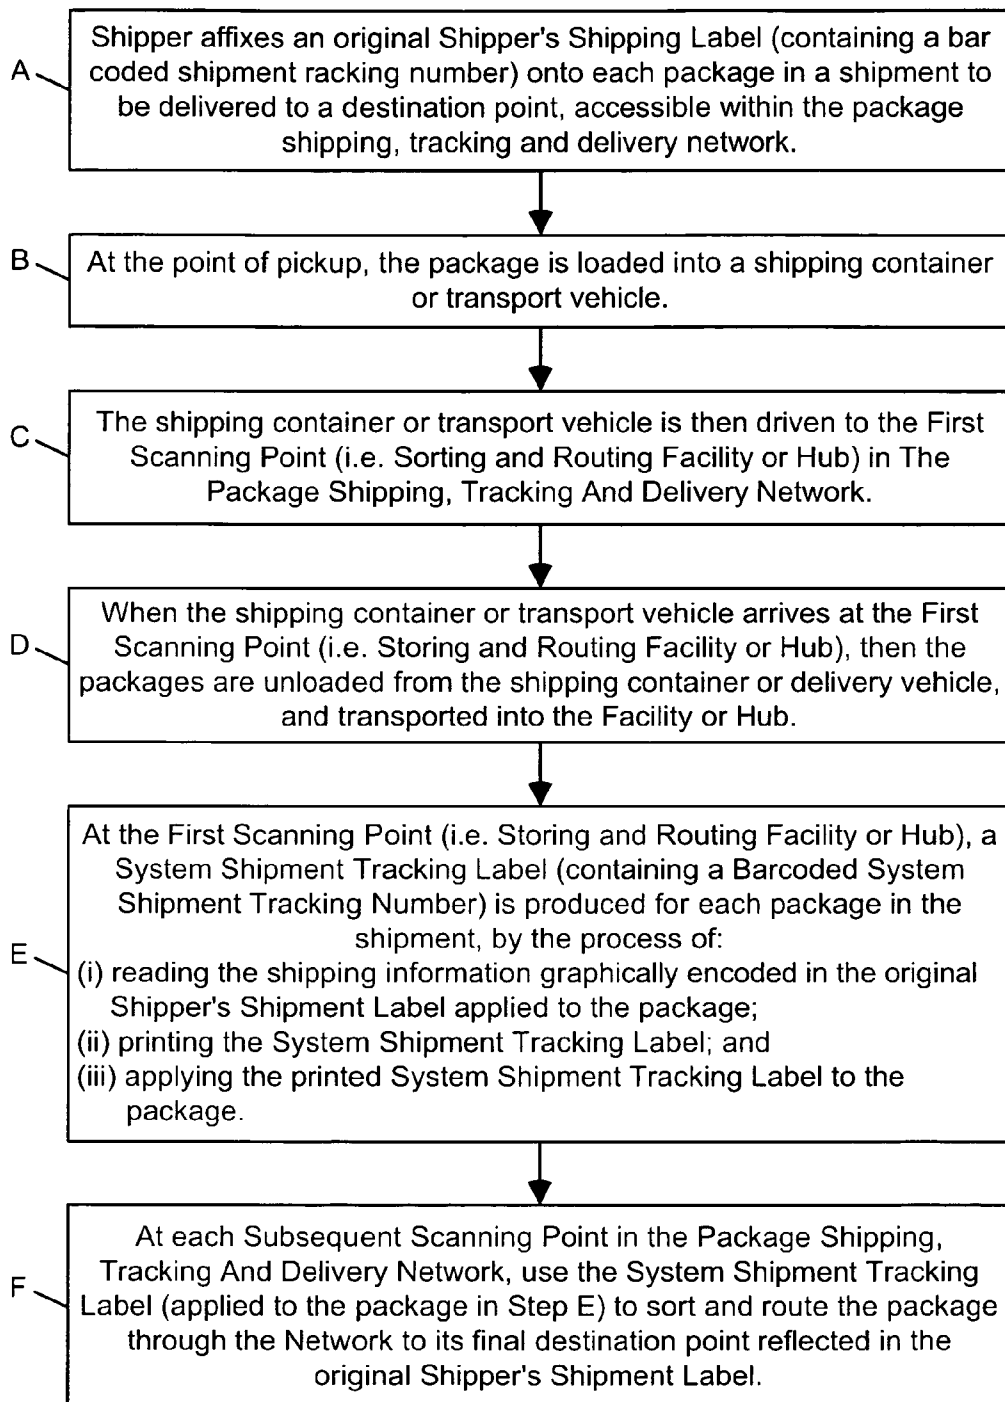 A
Shipper affixes an original Shipper's Shipping Label (containing a bar
coded shipment racking number) onto each package in a shipment to
be delivered to a destination point, accessible within the package
shipping, tracking and delivery network.
B
At the point of pickup, the package is loaded into a shipping container
or transport vehicle.
C
The shipping container or transport vehicle is then driven to the First
Scanning Point (i.e. Sorting and Routing Facility or Hub) in The
Package Shipping, Tracking And Delivery Network.
D
When the shipping container or transport vehicle arrives at the First
Scanning Point (i.e. Storing and Routing Facility or Hub), then the
packages are unloaded from the shipping container or delivery vehicle,
and transported into the Facility or Hub.
E
At the First Scanning Point (i.e. Storing and Routing Facility or Hub), a
System Shipment Tracking Label (containing a Barcoded System
Shipment Tracking Number) is produced for each package in the
shipment, by the process of:
(i) reading the shipping information graphically encoded in the original
Shipper's Shipment Label applied to the package;
(ii) printing the System Shipment Tracking Label; and
(iii) applying the printed System Shipment Tracking Label to the
package.
F
At each Subsequent Scanning Point in the Package Shipping,
Tracking And Delivery Network, use the System Shipment Tracking
Label (applied to the package in Step E) to sort and route the package
through the Network to its final destination point reflected in the
original Shipper's Shipment Label.